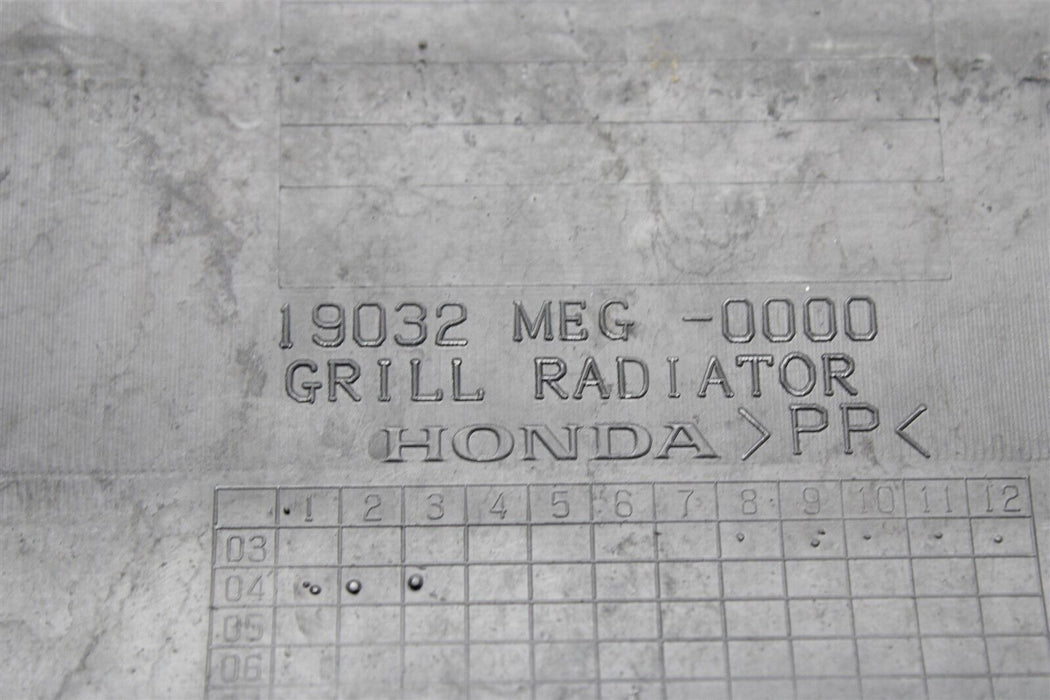 19032 MEG -0000
GRILL RADIATOR
HONDA >PP<
1 2 3 4 5 6 7 8 9 10 11 12
03
04
05
06